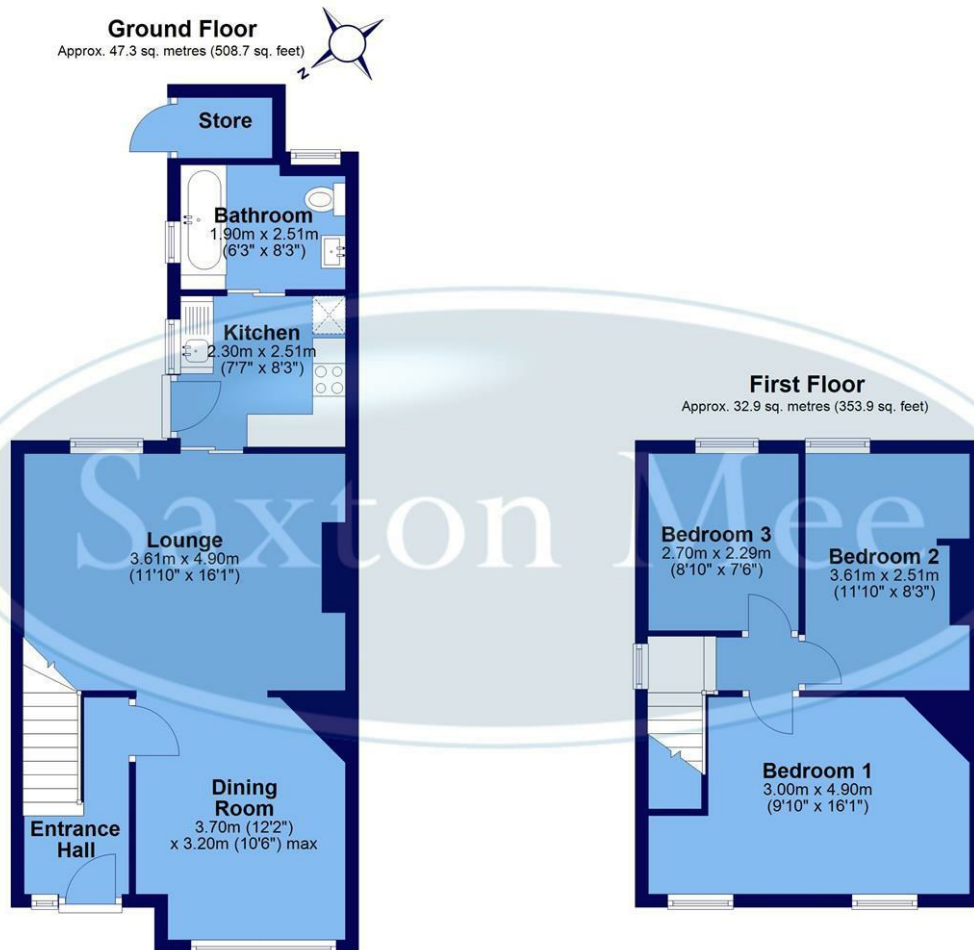 Ground Floor
Approx. 47.3 sq. metres (508.7 sq. feet)
N
Store
Bathroom
1.90m x 2.51m
(6'3" x 8'3")
Kitchen
2.30m x 2.51m
(7'7" x 8'3")
Lounge
3.61m x 4.90m
(11'10" x 16'1")
Dining
Room
3.70m (12'2")
x 3.20m (10'6") max
Entrance
Hall
First Floor
Approx. 32.9 sq. metres (353.9 sq. feet)
Bedroom 3
2.70m x 2.29m
(8'10" x 7'6")
Bedroom 2
3.61m x 2.51m
(11'10" x 8'3")
Bedroom 1
3.00m x 4.90m
(9'10" x 16'1")
Saxton Mee